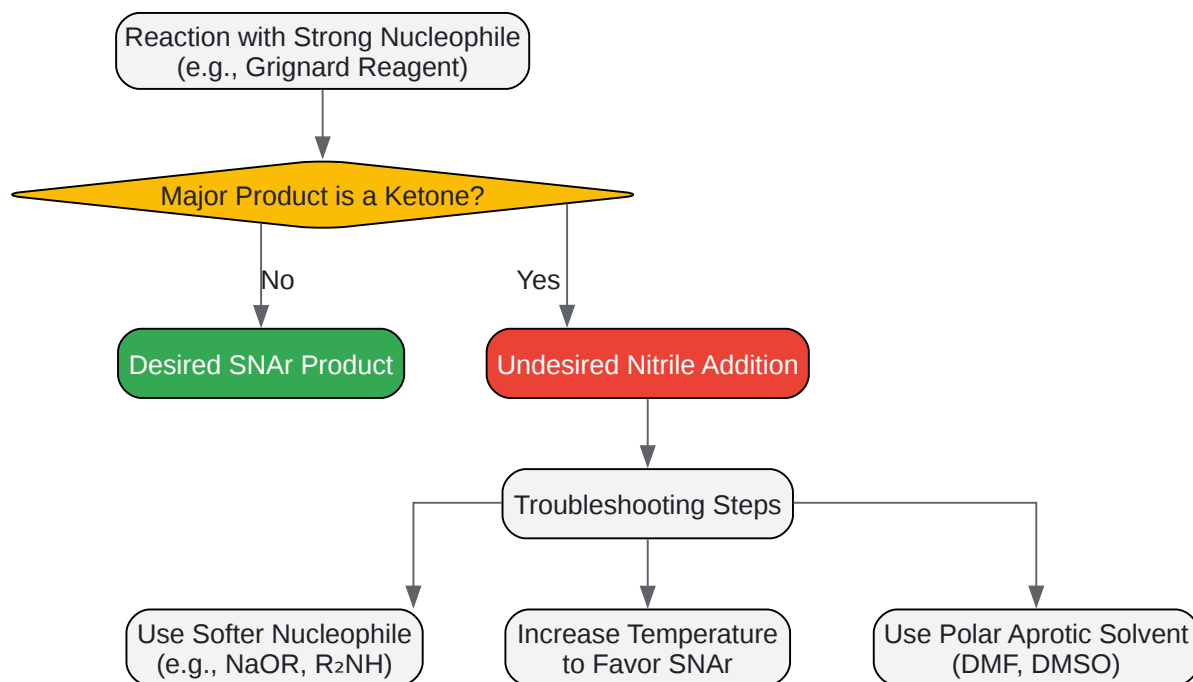 Reaction with Strong Nucleophile
(e.g., Grignard Reagent)
Major Product is a Ketone?
No
Yes
Desired SNAr Product
Undesired Nitrile Addition
Troubleshooting Steps
Use Softer Nucleophile
(e.g., NaOR, R₂NH)
Increase Temperature
to Favor SNAr
Use Polar Aprotic Solvent
(DMF, DMSO)